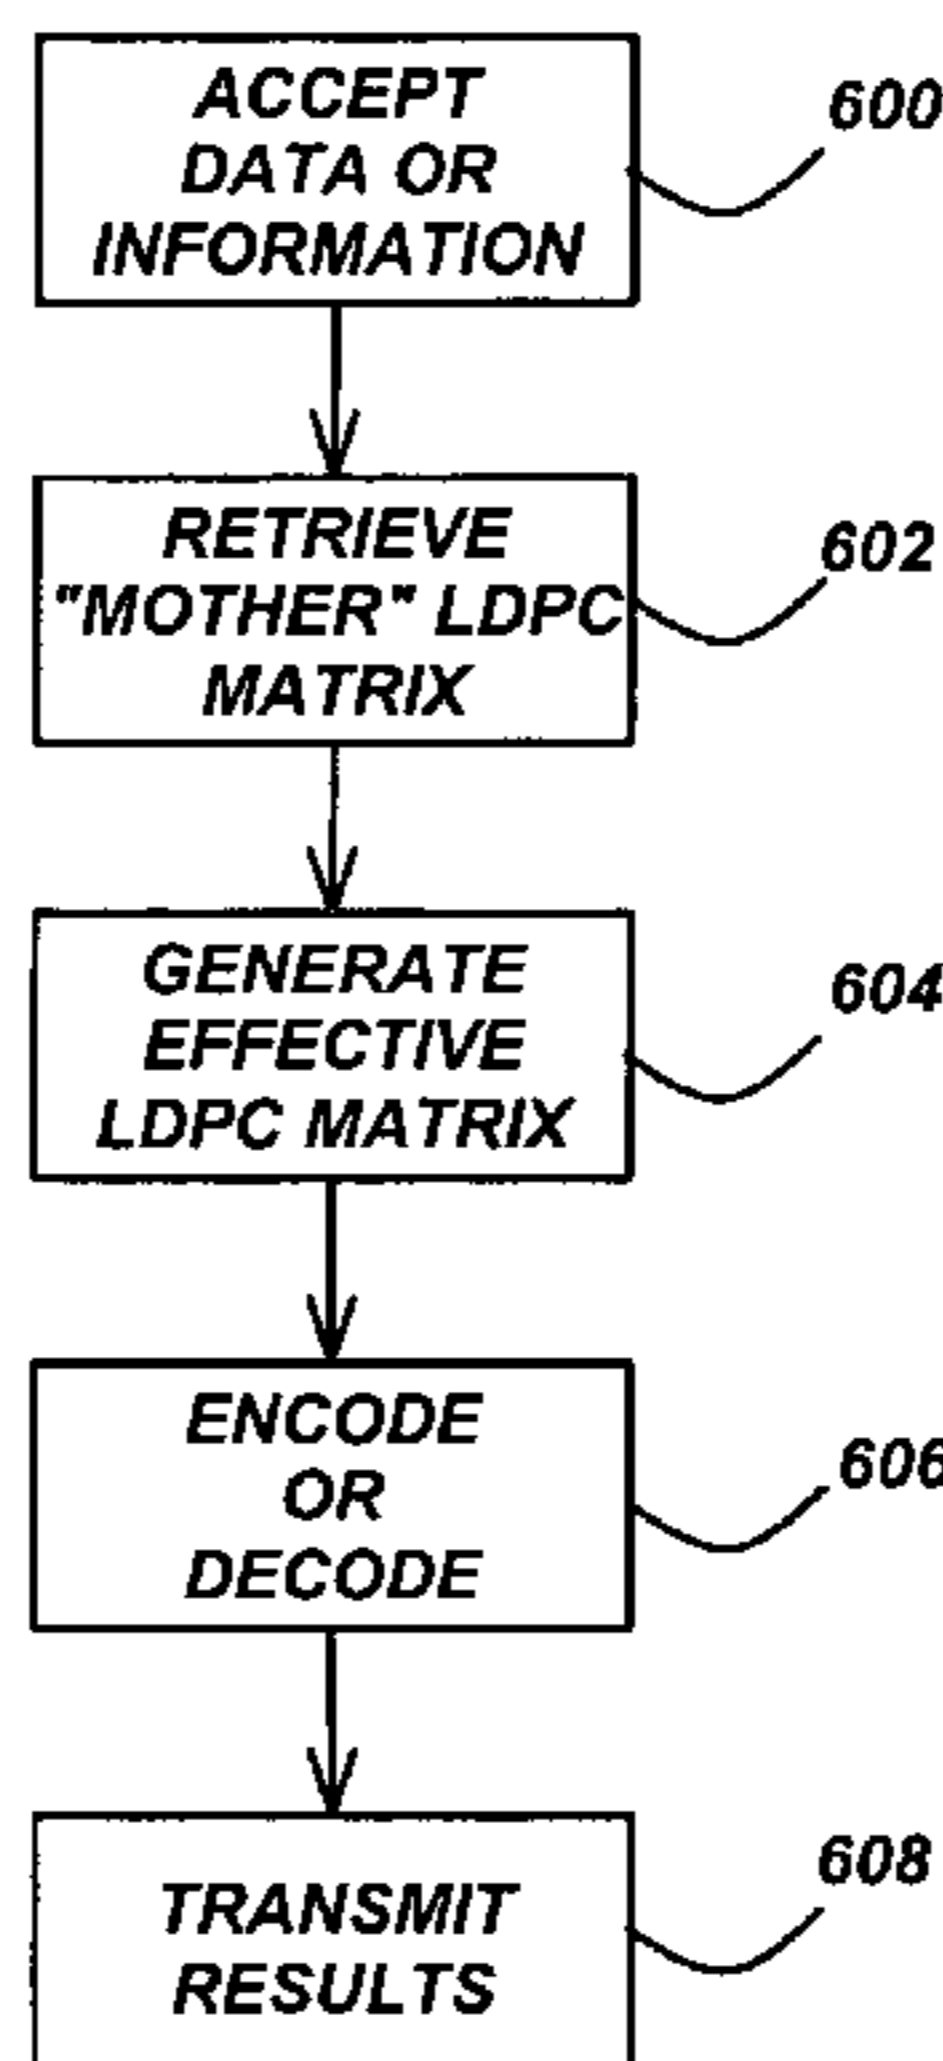 ACCEPT
DATA OR
INFORMATION
600
RETRIEVE
"MOTHER" LDPC
MATRIX
602
GENERATE
EFFECTIVE
LDPC MATRIX
604
ENCODE
OR
DECODE
606
TRANSMIT
RESULTS
608